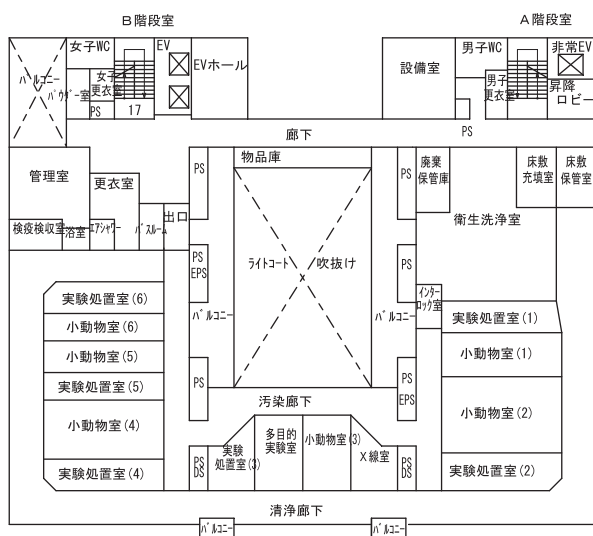 B階段室
A階段室
女子WC
EV
EVホール
設備室
男子WC
非常EV
バルコニー
パウダー室
女子
更衣室
PS
17
男子
更衣室
昇降
ロビー
PS
廊下
管理室
更衣室
PS
物品庫
PS
廃棄
保管庫
床敷
充填室
床敷
保管室
検疫検収室
浴室
エアシャワー
パスルーム
出口
衛生洗浄室
PS
EPS
ライトコート
吹抜け
PS
インター
ロック室
バルコニー
バルコニー
実験処置室(6)
小動物室(6)
小動物室(5)
実験処置室(5)
小動物室(4)
実験処置室(4)
実験処置室(1)
小動物室(1)
小動物室(2)
実験処置室(2)
PS
PS
EPS
汚染廊下
PS
DS
実験
処置室(3)
多目的
実験室
小動物室(3)
X線室
PS
DS
清浄廊下
バルコニー
バルコニー